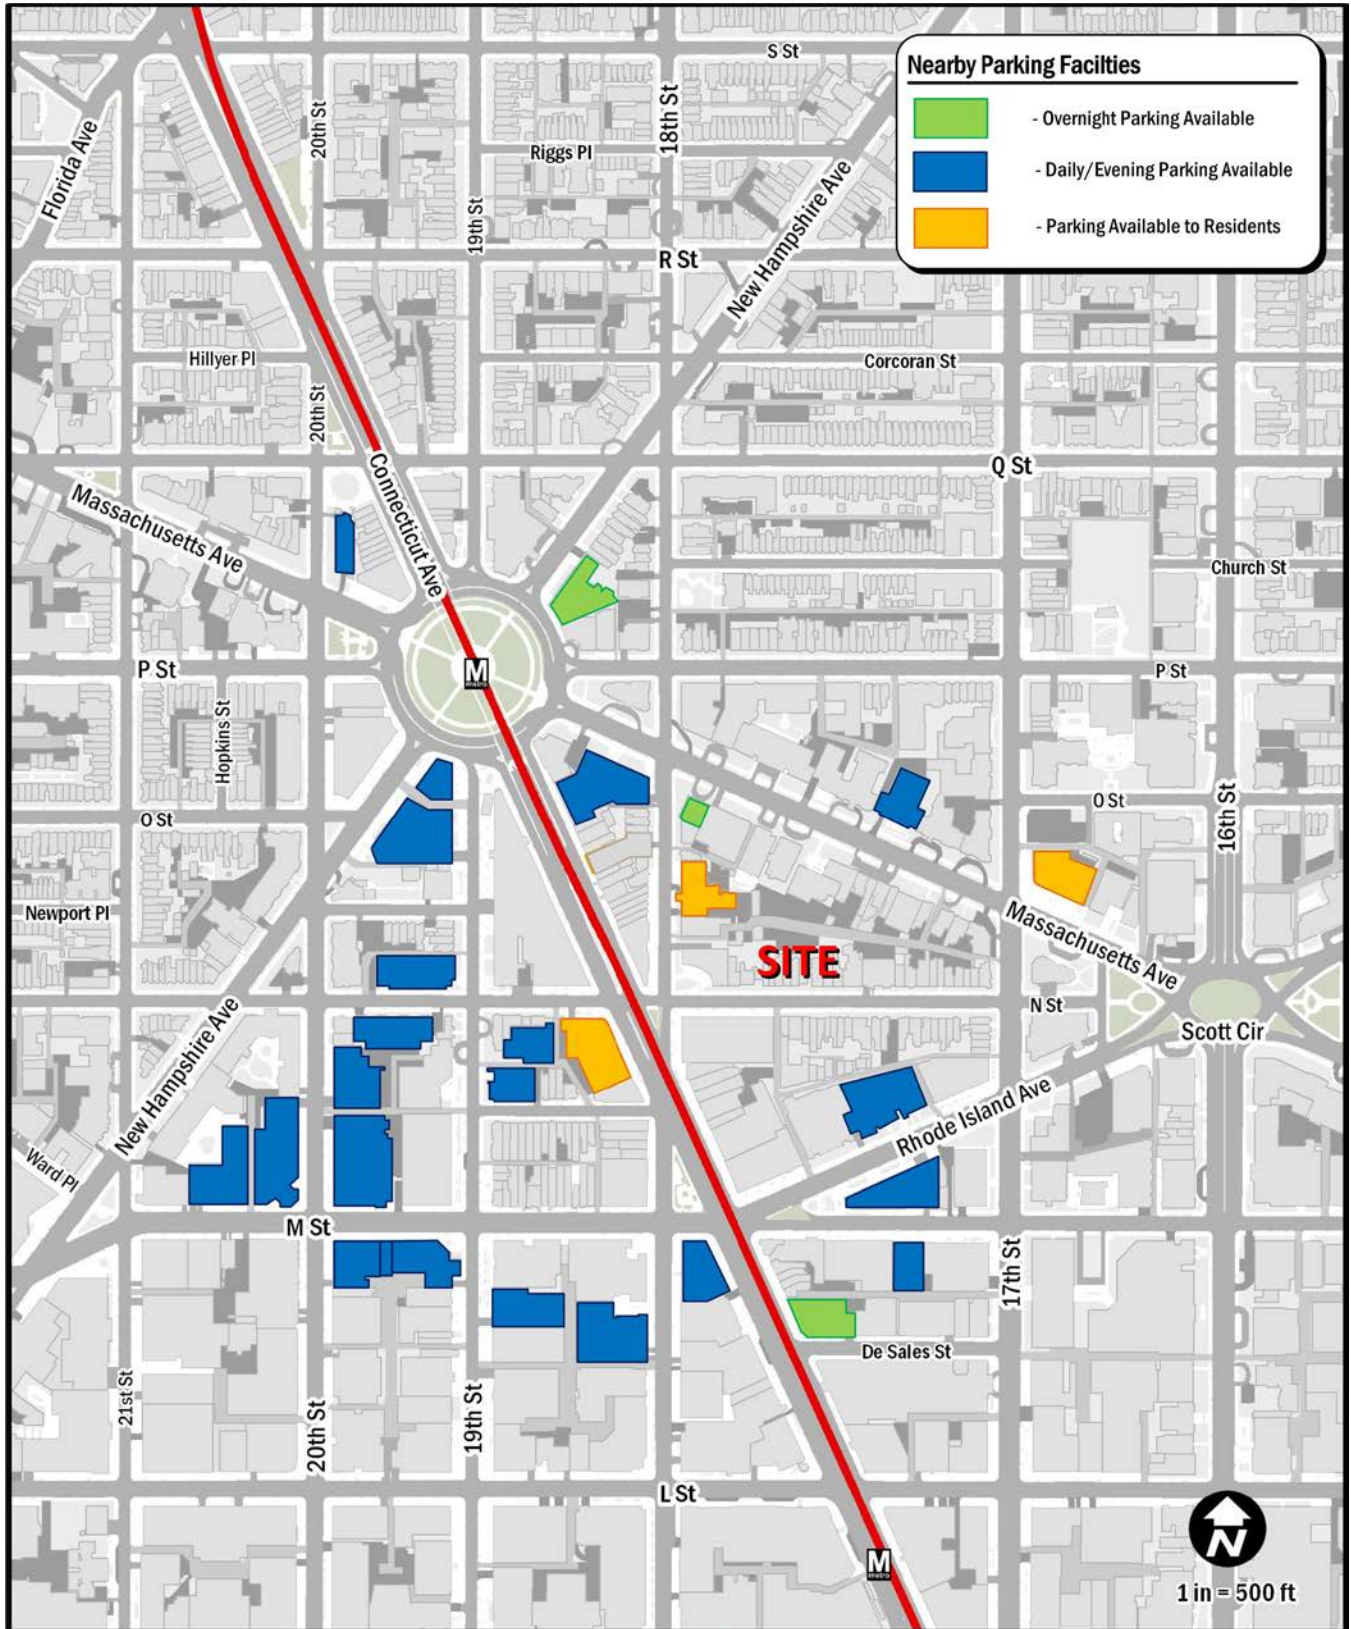 S St
Nearby Parking Facilties
- Overnight Parking Available
- Daily/Evening Parking Available
- Parking Available to Residents
Florida Ave
20th St
18th St
Riggs Pl
19th St
New Hampshire Ave
R St
Hillyer Pl
Corcoran St
20th St
Connecticut Ave
Q St
Massachusetts Ave
Church St
P St
M
metro
P St
Hopkins St
O St
O St
16th St
Newport Pl
Massachusetts Ave
SITE
N St
Scott Cir
New Hampshire Ave
Rhode Island Ave
Ward Pl
M St
17th St
De Sales St
21st St
20th St
19th St
L St
M
metro
N
1 in = 500 ft